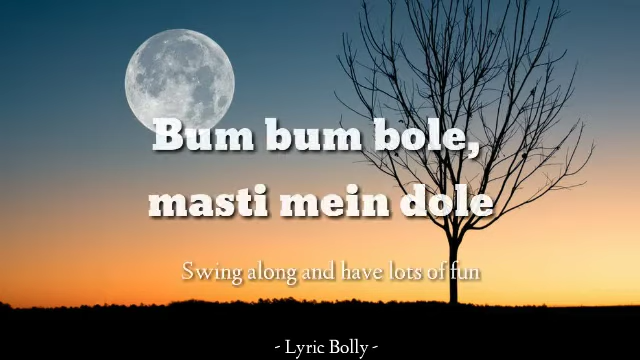 Bum bum bole,
masti mein dole
Swing along and have lots of fun
- Lyric Bolly -